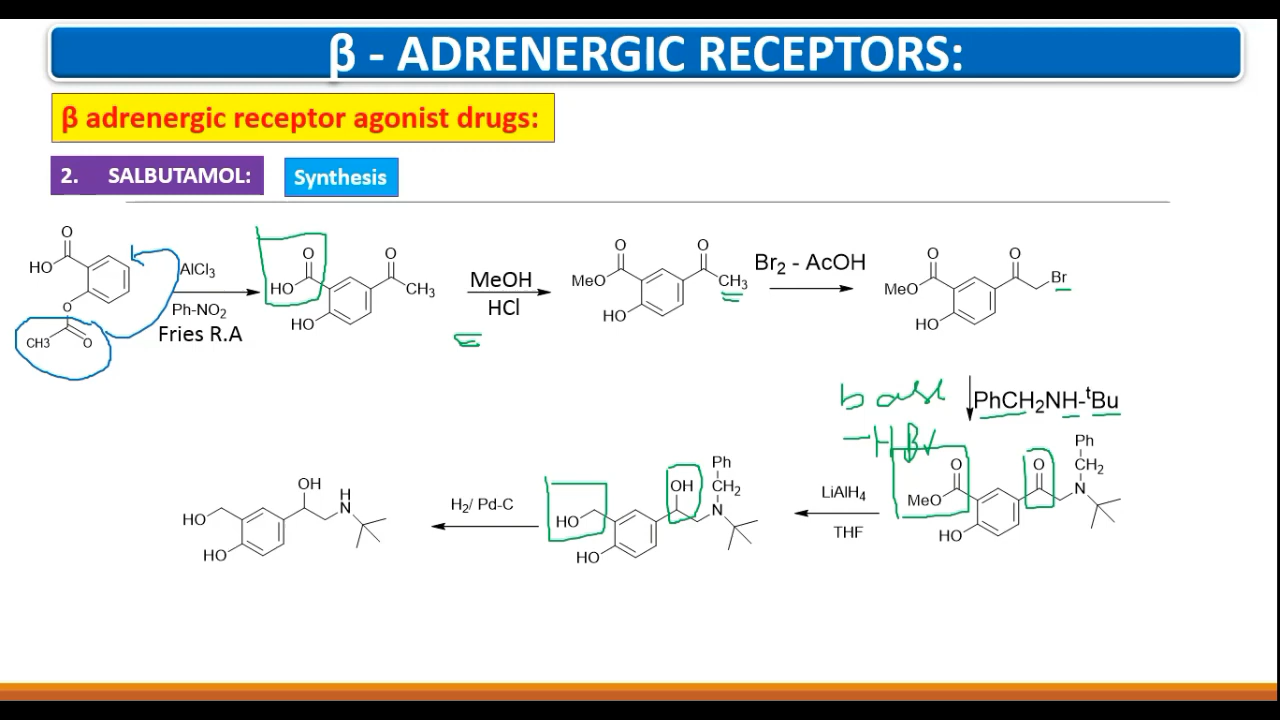 β - ADRENERGIC RECEPTORS:
β adrenergic receptor agonist drugs:
2. SALBUTAMOL: Synthesis
O
HO
O
CH3
O
AlCl₃
Ph-NO₂
Fries R.A
O
HO
HO
O
CH₃
MeOH
HCl
O
MeO
HO
O
CH₃
Br₂ - AcOH
O
MeO
HO
O
Br
base
-HBr
PhCH₂NH-ᵗBu
O
MeO
HO
O
Ph
CH₂
N
LiAlH₄
THF
HO
HO
OH
Ph
CH₂
N
H₂/ Pd-C
HO
HO
OH
H
N